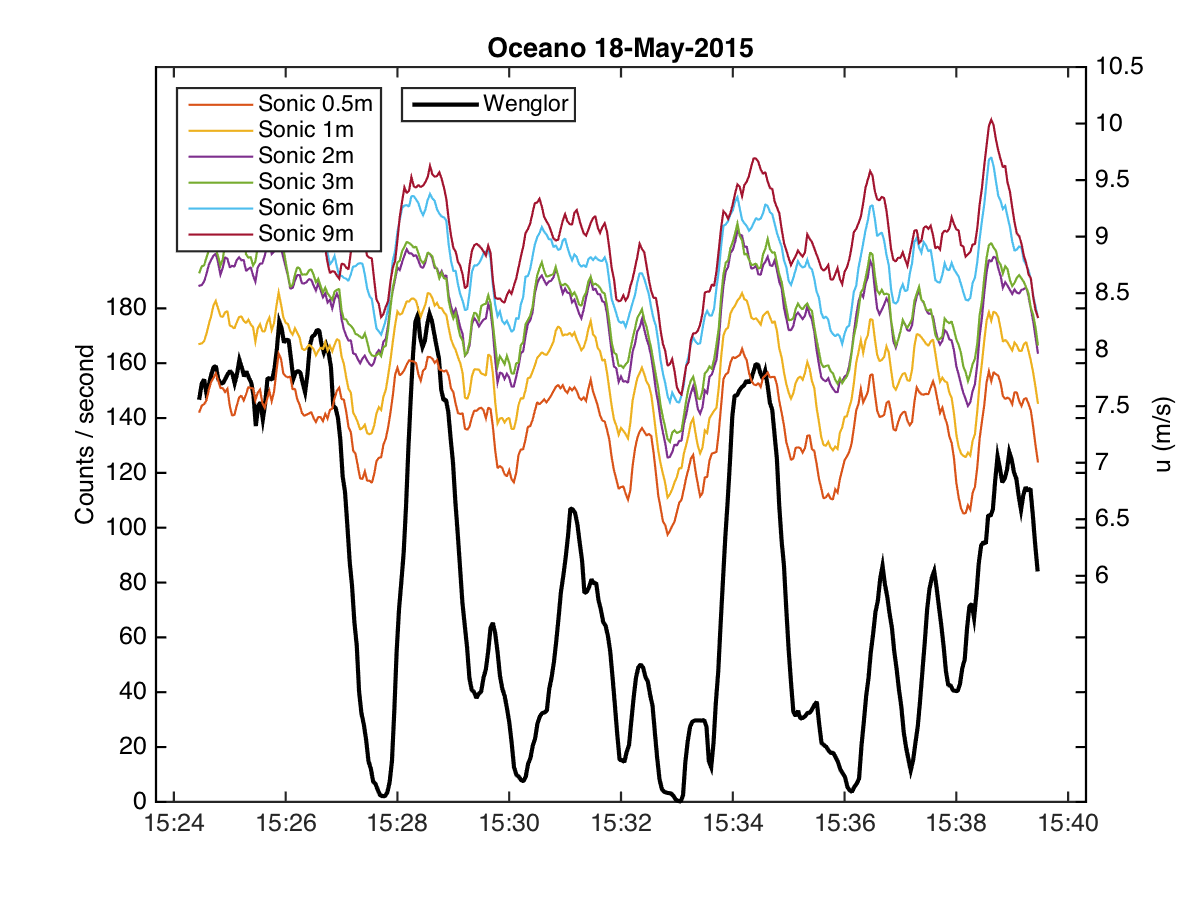 Oceano 18-May-2015
Sonic 0.5m
Sonic 1m
Sonic 2m
Sonic 3m
Sonic 6m
Sonic 9m
Wenglor
Counts / second
180
160
140
120
100
80
60
40
20
0
10.5
10
9.5
9
8.5
8
7.5
7
6.5
6
u (m/s)
15:24 15:26 15:28 15:30 15:32 15:34 15:36 15:38 15:40